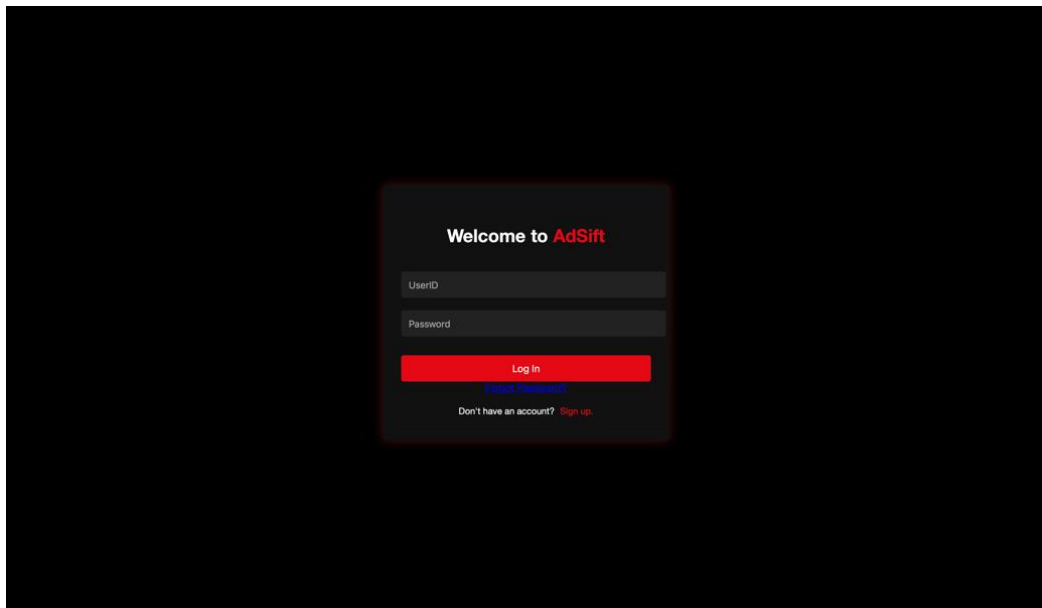 Welcome to AdSift
UserID
Password
Log In
Forgot Password?
Don't have an account? Sign up.